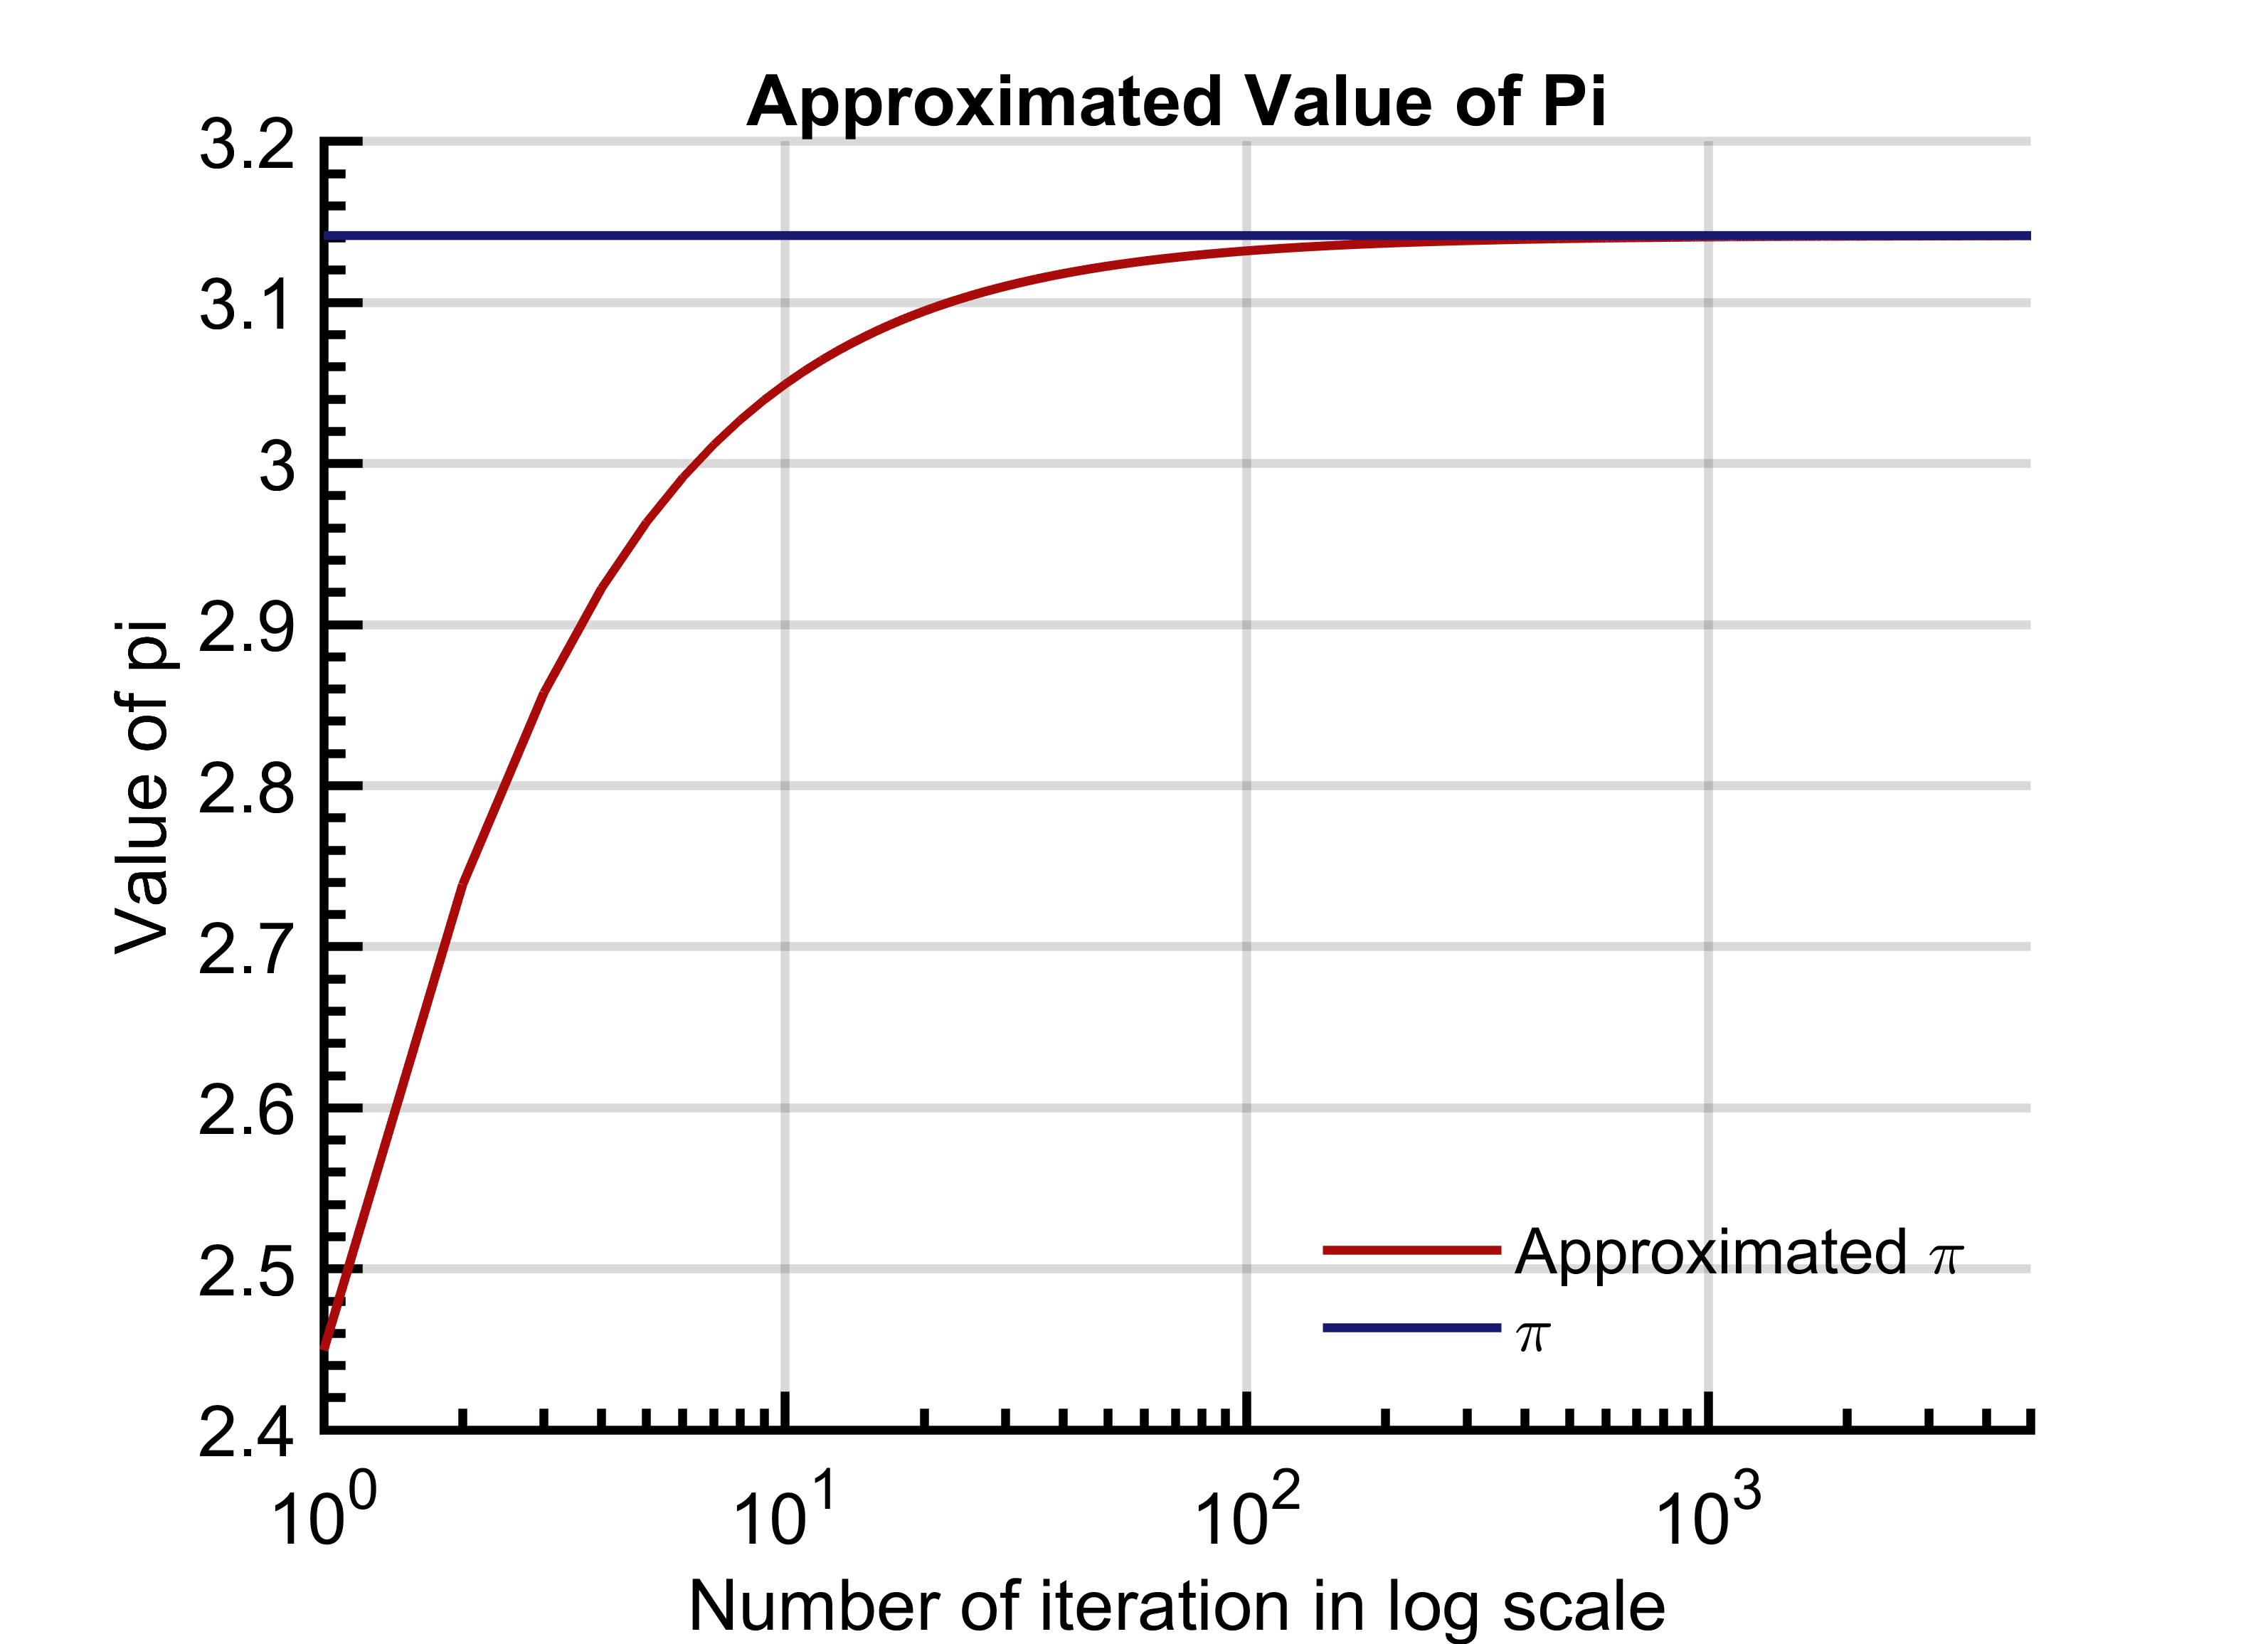 Approximated Value of Pi
3.2
3.1
3
2.9
2.8
2.7
2.6
2.5
2.4
Value of pi
Approximated π
π
10^0 10^1 10^2 10^3
Number of iteration in log scale